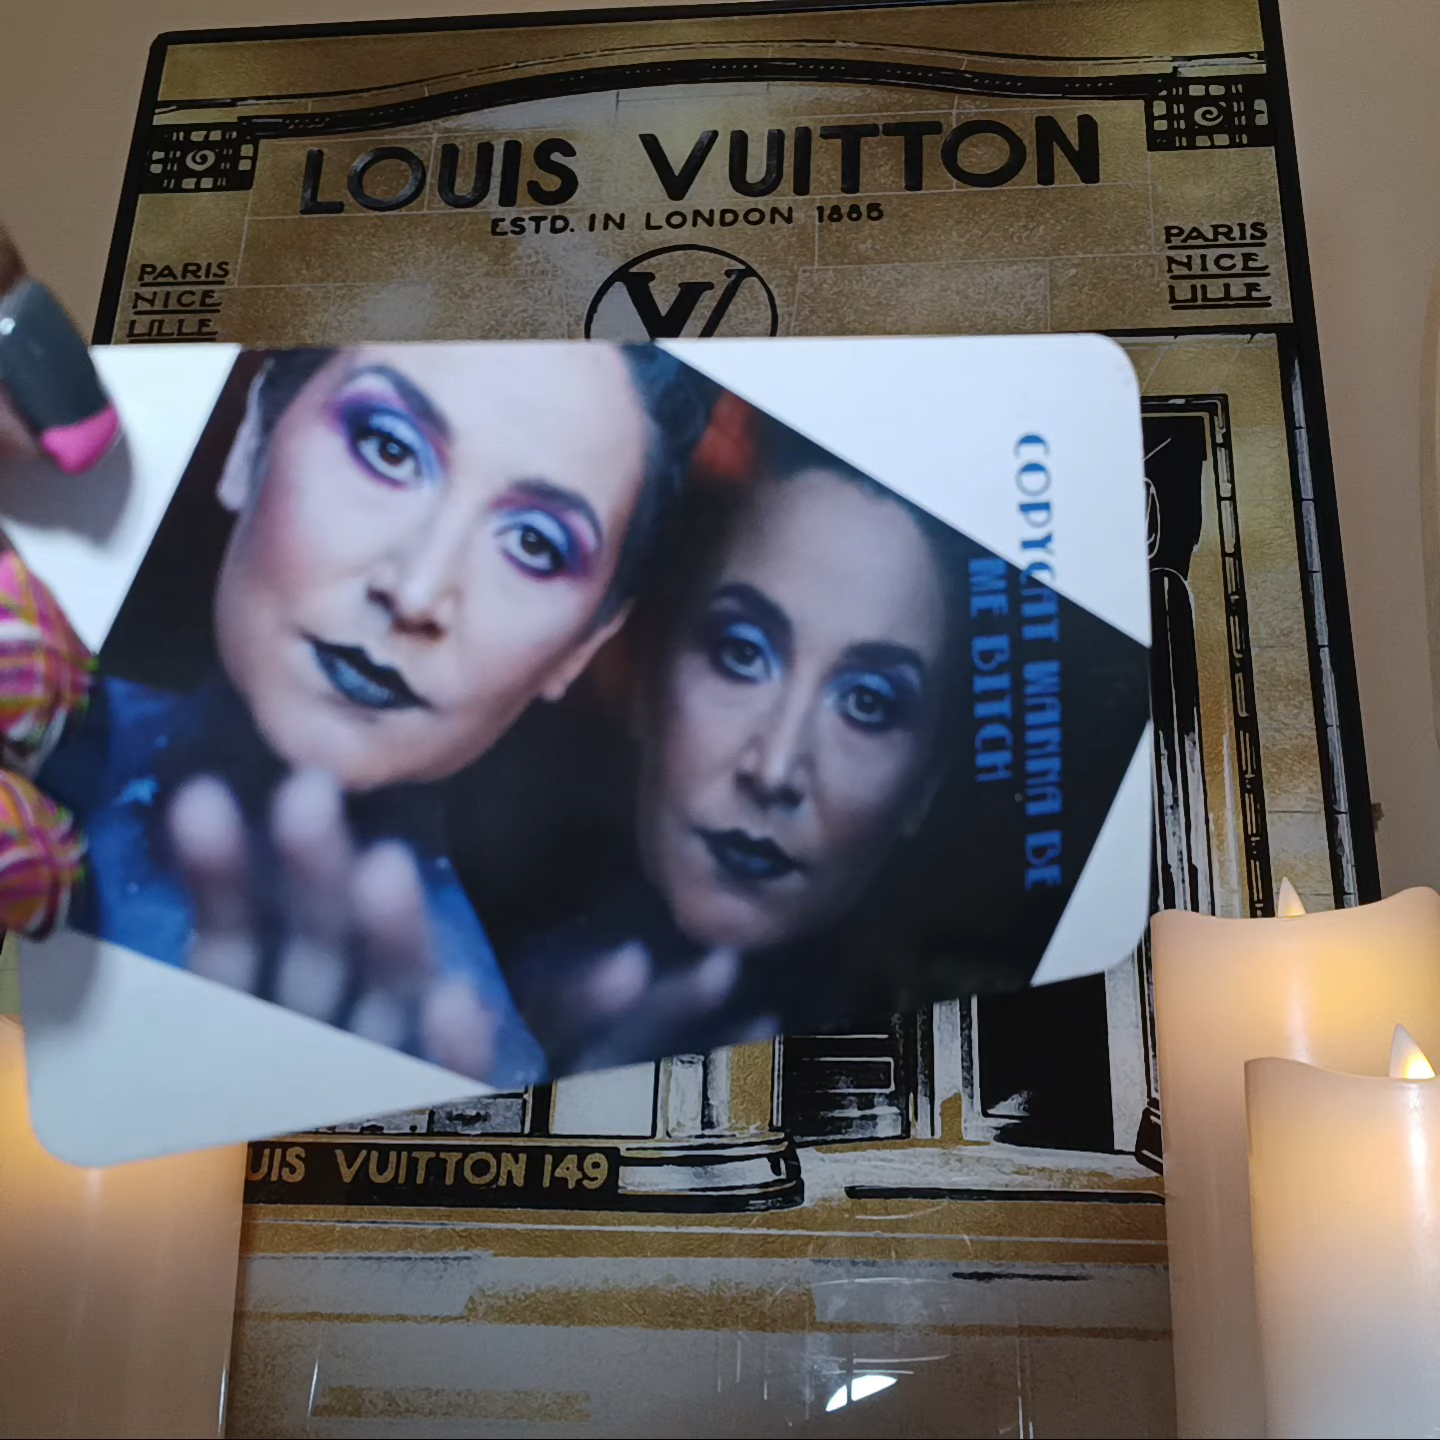 LOUIS VUITTON
ESTD. IN LONDON 1885
PARIS
NICE
LILLE
PARIS
NICE
LILLE
LV
COPYCAT WANNA BE
ME BITCH
UIS VUITTON 149